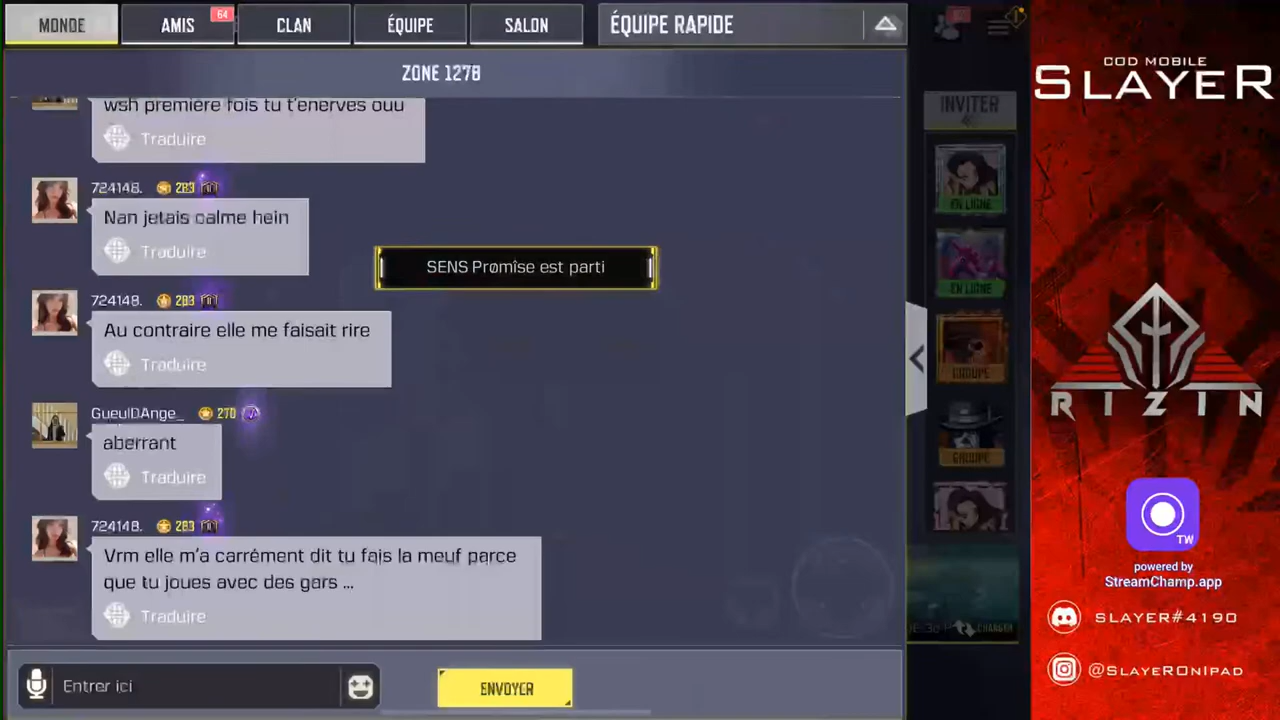 MONDE
AMIS
64
CLAN
ÉQUIPE
SALON
ÉQUIPE RAPIDE
ZONE 1278
wsh première fois tu t'enerves ouu
Traduire
724148. 283
Nan jetais calme hein
Traduire
SENS Prømîse est parti
724148. 283
Au contraire elle me faisait rire
Traduire
GueulDAnge_ 270
aberrant
Traduire
724148. 283
Vrm elle m'a carrément dit tu fais la meuf parce
que tu joues avec des gars ...
Traduire
Entrer ici
ENVOYER
INVITER
EN LIGNE
EN LIGNE
GROUPE
GROUPE
CHANGER
COD MOBILE
SLAYER
RIZIN
TW
powered by
StreamChamp.app
SLAYER#4190
@SLAYERONIPAD